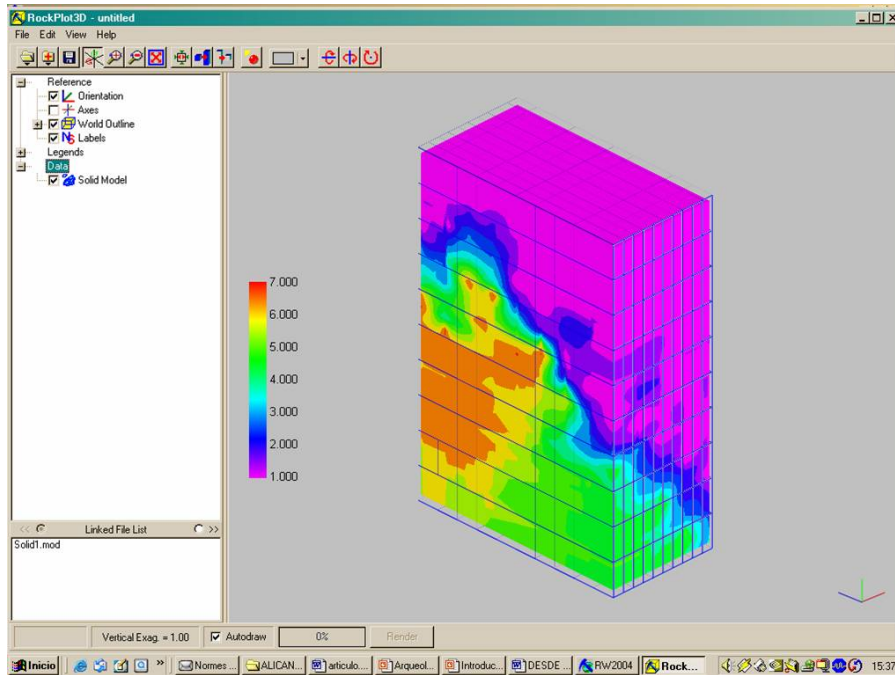 RockPlot3D - untitled
File Edit View Help
Reference
Orientation
Axes
World Outline
Labels
Legends
Data
Solid Model
7.000
6.000
5.000
4.000
3.000
2.000
1.000
<< Linked File List >>
Solid1.mod
Vertical Exag. = 1.00 Autodraw 0% Render
Inicio » Normes ... ALICAN... articulo.... Arqueol... Introduc... DESDE ... RW2004 Rock... 15:37